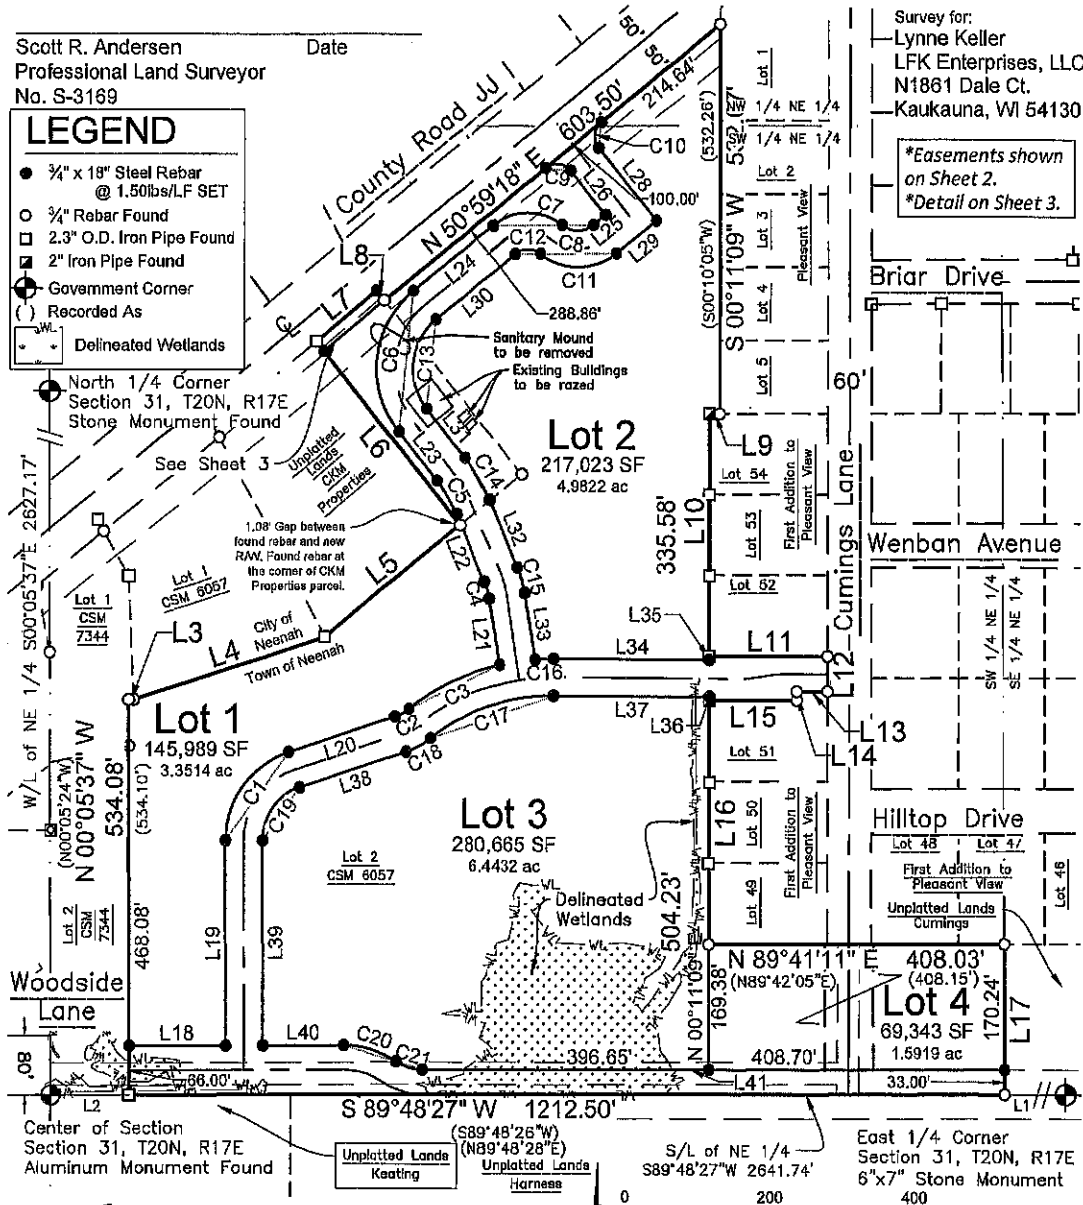 Scott R. Andersen Date
Professional Land Surveyor
No. S-3169
LEGEND
¾" x 18" Steel Rebar
@ 1.50lbs/LF SET
¾" Rebar Found
2.3" O.D. Iron Pipe Found
2" Iron Pipe Found
Government Corner
( ) Recorded As
WL
Delineated Wetlands
Survey for:
Lynne Keller
LFK Enterprises, LLC
N1861 Dale Ct.
Kaukauna, WI 54130
*Easements shown
on Sheet 2.
*Detail on Sheet 3.
County Road JJ
50' 50'
603.50'
214.64'
N 50°59'18" E
C10
L28
C9
L26
100.00'
C7
C8
L25
L29
C12
C11
L8
L7
L24
L30
288.86'
C6
C13
Sanitary Mound
to be removed
Existing Buildings
to be razed
(532.26')
S 00°11'09" W
(S00°10'05"W)
NW 1/4 NE 1/4
SW 1/4 NE 1/4
Lot 1
Lot 2
Lot 3
Lot 4
Lot 5
Pleasant View
Briar Drive
60'
North 1/4 Corner
Section 31, T20N, R17E
Stone Monument Found
See Sheet 3
Unplatted
Lands
CKM
Properties
L6
L23
C5
C14
Lot 2
217,023 SF
4.9822 ac
L9
Lot 54
L10
335.58'
Lot 53
First Addition to
Pleasant View
Lot 52
Cumings Lane
Wenban Avenue
1.08' Gap between
found rebar and new
R/W. Found rebar at
the corner of CKM
Properties parcel.
L22
L32
C15
C4
L21
L33
L5
Lot 1
CSM 6057
Lot 1
CSM
7344
L3
L4
City of
Neenah
Town of Neenah
W/L of NE 1/4 S00°05'37"E 2627.17'
L35
L34
L11
L12
C16
L13
L14
L15
L36
L37
SW 1/4 NE 1/4
SE 1/4 NE 1/4
Lot 1
145,989 SF
3.3514 ac
C2
C3
C17
C18
L20
L38
C1
C19
N 00°05'37" W
(N00°05'24"W)
534.08'
(534.10')
468.08'
Lot 2
CSM
7344
Lot 51
L16
Lot 50
Lot 49
First Addition to
Pleasant View
Lot 3
280,665 SF
6.4432 ac
Lot 2
CSM 6057
Hilltop Drive
Lot 48 Lot 47
First Addition to
Pleasant View
Lot 46
Unplatted Lands
Cumings
Delineated
Wetlands
504.23'
N 00°11'09" E
169.38'
N 89°41'11" E 408.03'
(N89°42'05"E) (408.15')
Lot 4
69,343 SF
1.5919 ac
170.24'
L17
L19
L39
Woodside
Lane
80'
L18
L40
C20
C21
396.65'
408.70'
66.00'
L41
33.00'
L2
L1
S 89°48'27" W 1212.50'
(S89°48'26"W)
(N89°48'28"E)
Center of Section
Section 31, T20N, R17E
Aluminum Monument Found
Unplatted Lands
Keating
Unplatted Lands
Harness
S/L of NE 1/4
S89°48'27"W 2641.74'
East 1/4 Corner
Section 31, T20N, R17E
6"x7" Stone Monument
0 200 400